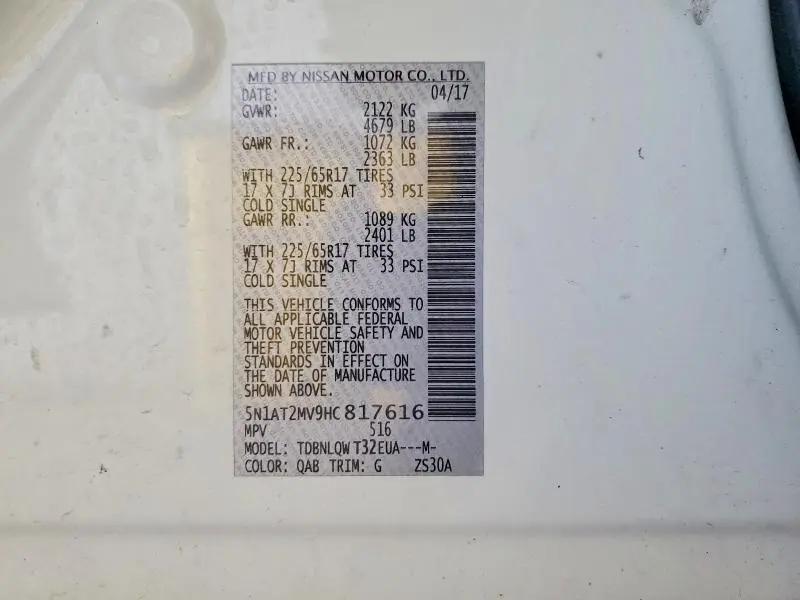 MFD BY NISSAN MOTOR CO., LTD.
DATE: 04/17
GVWR: 2122 KG
4679 LB
GAWR FR.: 1072 KG
2363 LB
WITH 225/65R17 TIRES
17 X 7J RIMS AT 33 PSI
COLD SINGLE
GAWR RR.: 1089 KG
2401 LB
WITH 225/65R17 TIRES
17 X 7J RIMS AT 33 PSI
COLD SINGLE
THIS VEHICLE CONFORMS TO
ALL APPLICABLE FEDERAL
MOTOR VEHICLE SAFETY AND
THEFT PREVENTION
STANDARDS IN EFFECT ON
THE DATE OF MANUFACTURE
SHOWN ABOVE.
5N1AT2MV9HC817616
MPV 516
MODEL: TDBNLQW T32EUA---M-
COLOR: QAB TRIM: G ZS30A